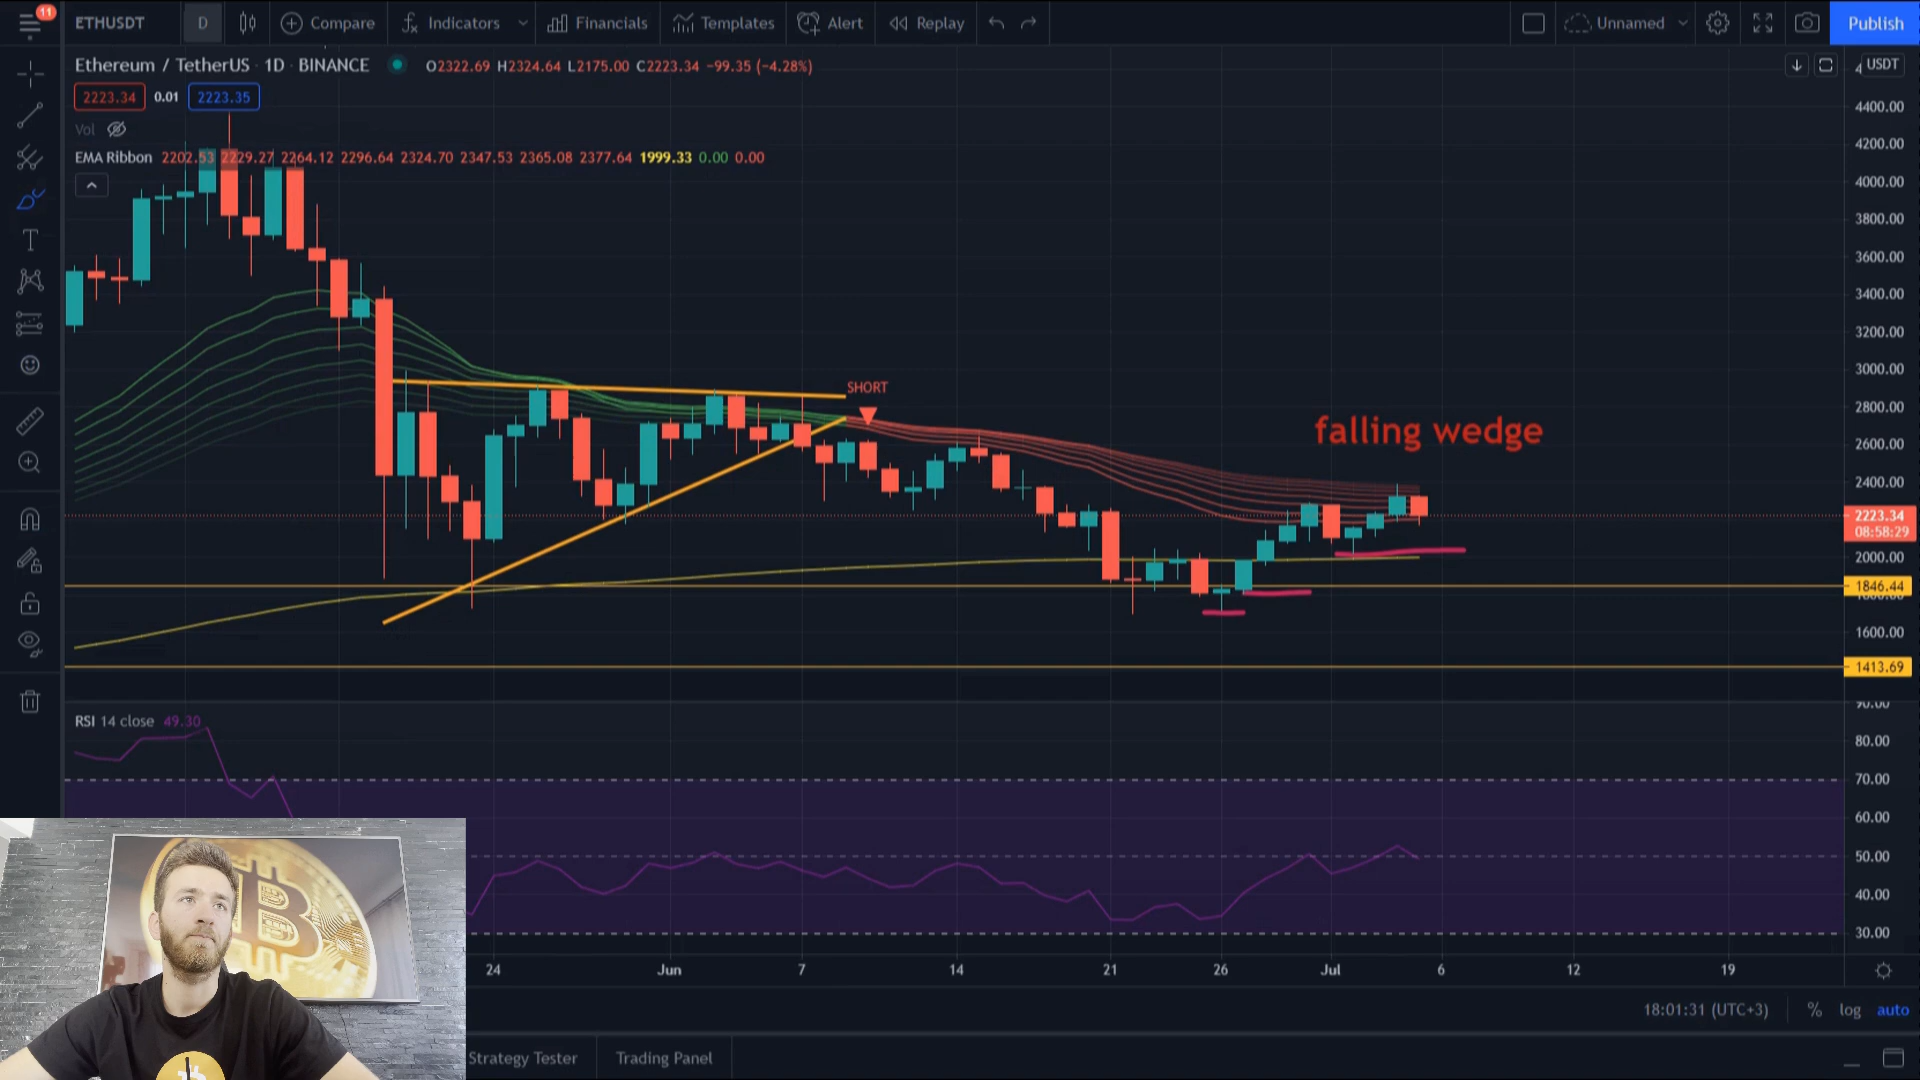 11 ETHUSDT D Compare Indicators Financials Templates Alert Replay Unnamed Publish
Ethereum / TetherUS · 1D · BINANCE O2322.69 H2324.64 L2175.00 C2223.34 −99.35 (−4.28%) USDT
2223.34 0.01 2223.35
Vol
EMA Ribbon 2202.53 2229.27 2264.12 2296.64 2324.70 2347.53 2365.08 2377.64 1999.33 0.00 0.00
4400.00
4200.00
4000.00
3800.00
3600.00
3400.00
3200.00
3000.00
SHORT
2800.00
falling wedge
2600.00
2400.00
2223.34
08:58:29
2000.00
1846.44
1600.00
1413.69
90.00
RSI 14 close 49.30
80.00
70.00
60.00
50.00
40.00
30.00
24 Jun 7 14 21 26 Jul 6 12 19
18:01:31 (UTC+3) % log auto
Strategy Tester Trading Panel